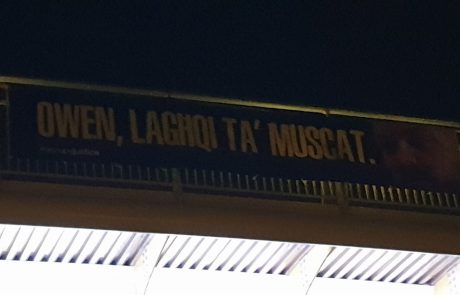 OWEN, LAGĦQI TA' MUSCAT.